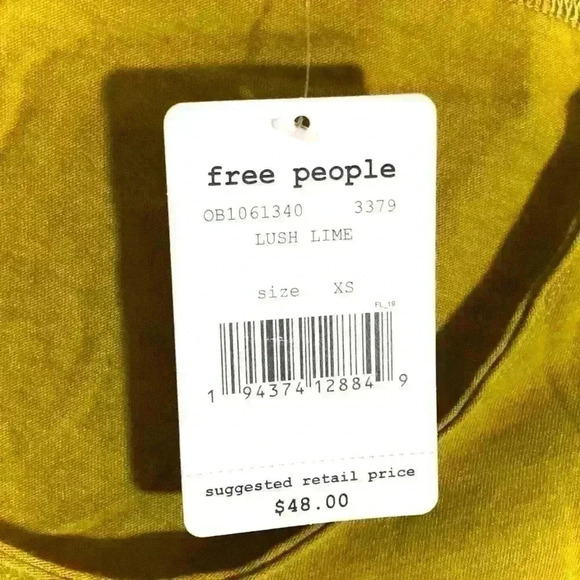 free people
OB1061340 3379
LUSH LIME
size XS
FL_19
1 94374 12884 9
suggested retail price
$48.00